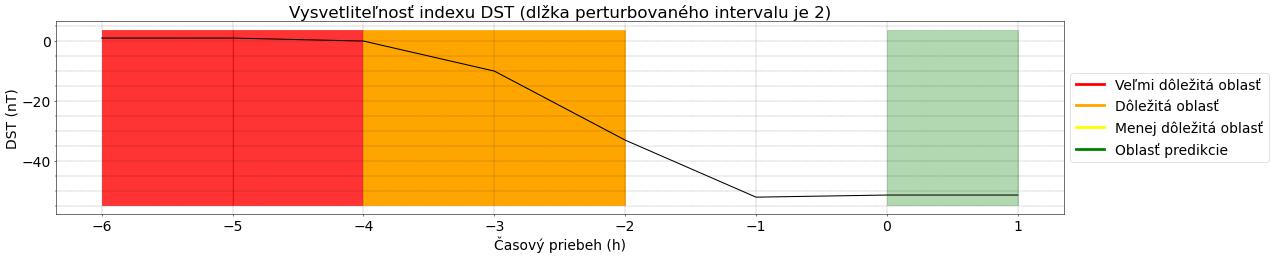 Vysvetliteľnosť indexu DST (dlžka perturbovaného intervalu je 2)
DST (nT)
0
−20
−40
−6 −5 −4 −3 −2 −1 0 1
Časový priebeh (h)
Veľmi dôležitá oblasť
Dôležitá oblasť
Menej dôležitá oblasť
Oblasť predikcie